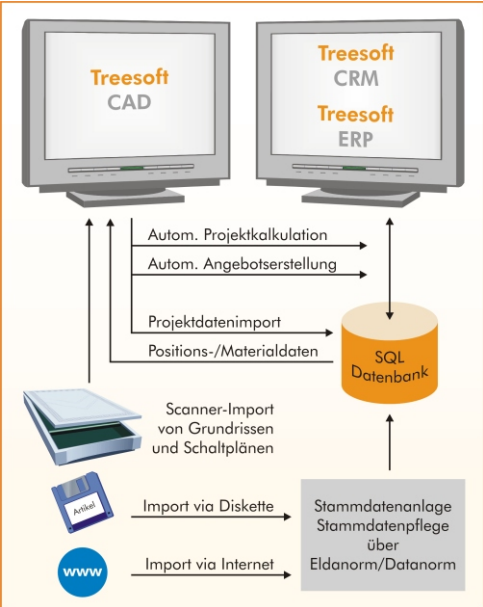 Treesoft
CAD
Treesoft
CRM
Treesoft
ERP
Autom. Projektkalkulation
Autom. Angebotserstellung
Projektdatenimport
Positions-/Materialdaten
SQL
Datenbank
Scanner-Import
von Grundrissen
und Schaltplänen
Artikel
Import via Diskette
Stammdatenanlage
Stammdatenpflege
über
Eldanorm/Datanorm
www
Import via Internet